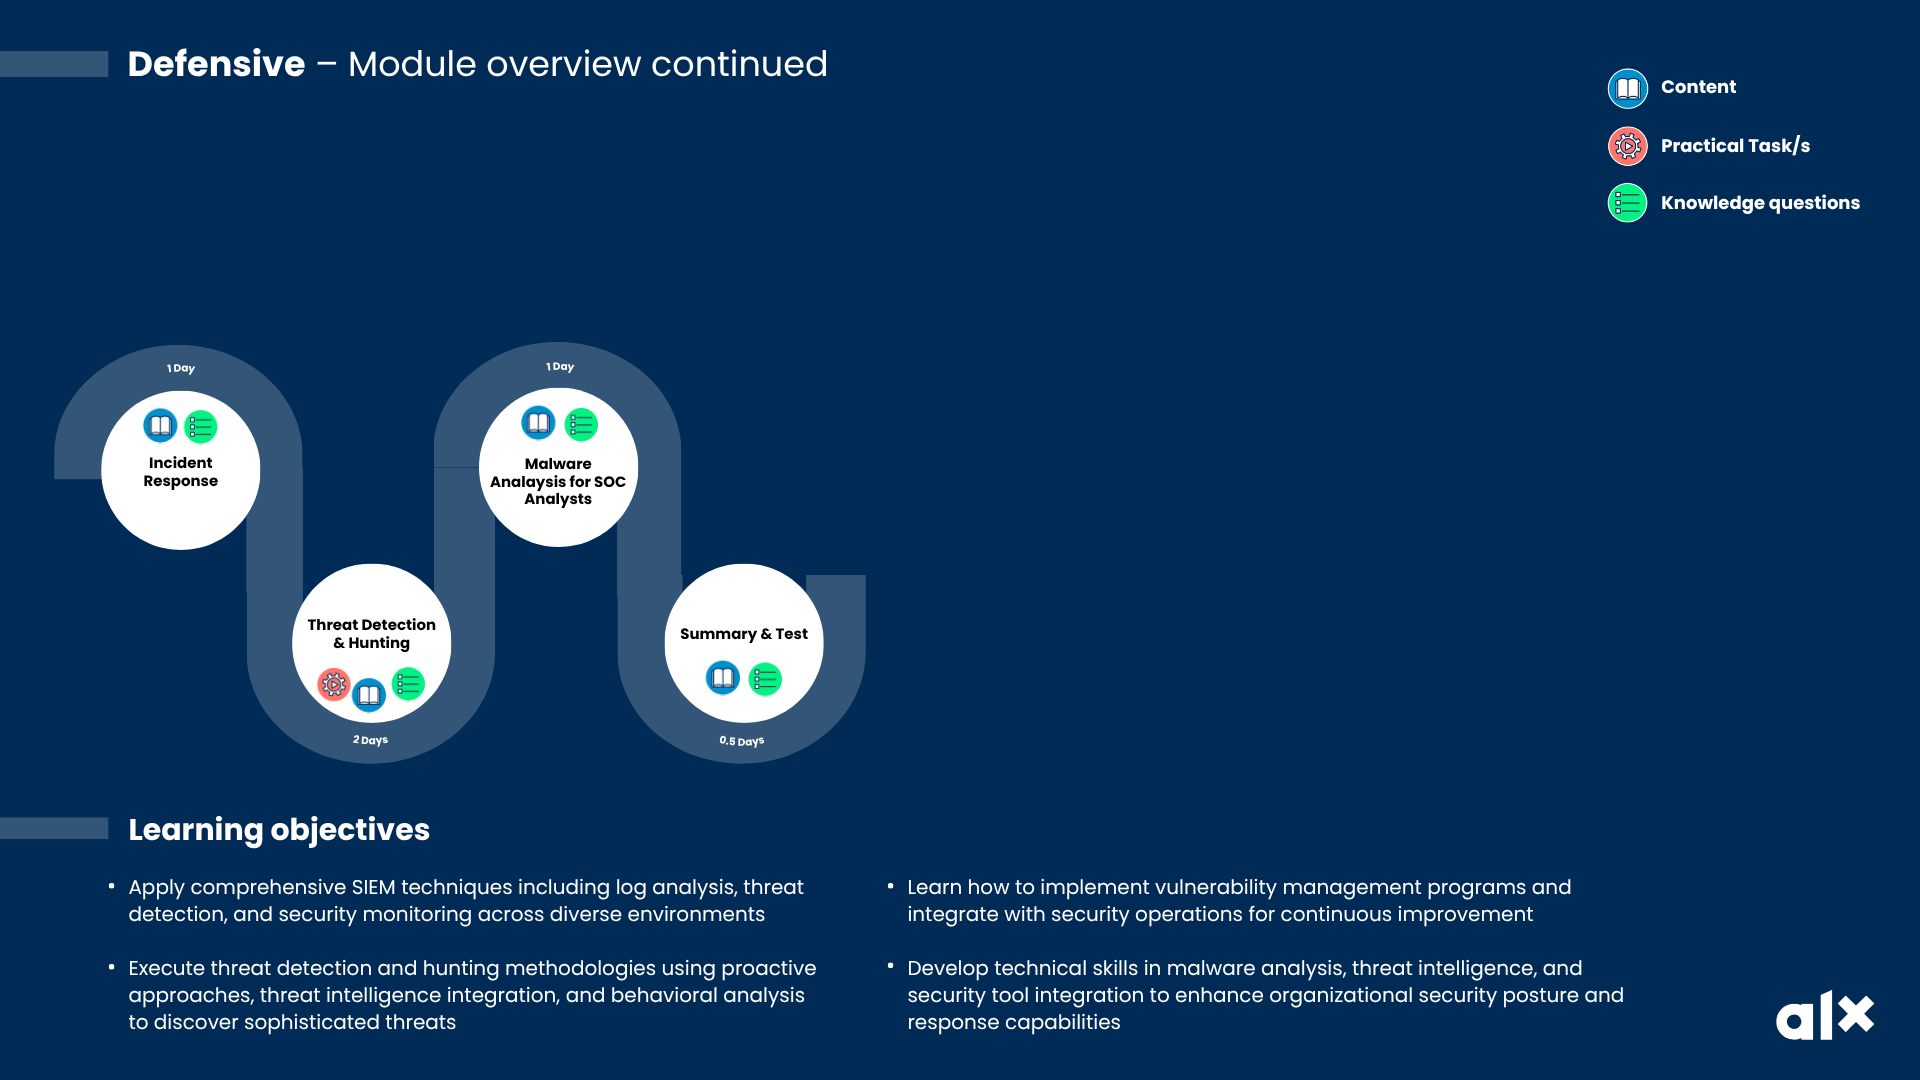 Defensive – Module overview continued
Content
Practical Task/s
Knowledge questions
1 Day
Incident
Response
Threat Detection
& Hunting
2 Days
1 Day
Malware
Analaysis for SOC
Analysts
Summary & Test
0.5 Days
Learning objectives
• Apply comprehensive SIEM techniques including log analysis, threat
detection, and security monitoring across diverse environments
• Execute threat detection and hunting methodologies using proactive
approaches, threat intelligence integration, and behavioral analysis
to discover sophisticated threats
• Learn how to implement vulnerability management programs and
integrate with security operations for continuous improvement
• Develop technical skills in malware analysis, threat intelligence, and
security tool integration to enhance organizational security posture and
response capabilities
alx